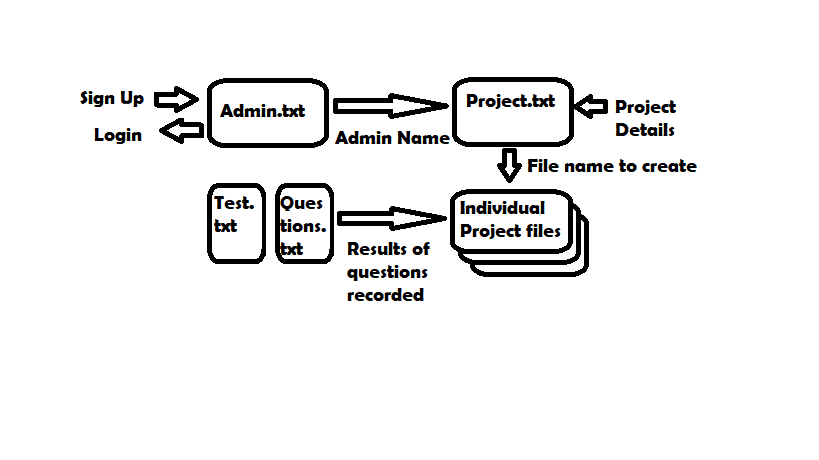 Sign Up
Login
Admin.txt
Admin Name
Project.txt
Project
Details
File name to create
Test.
txt
Ques
tions.
txt
Results of
questions
recorded
Individual
Project files